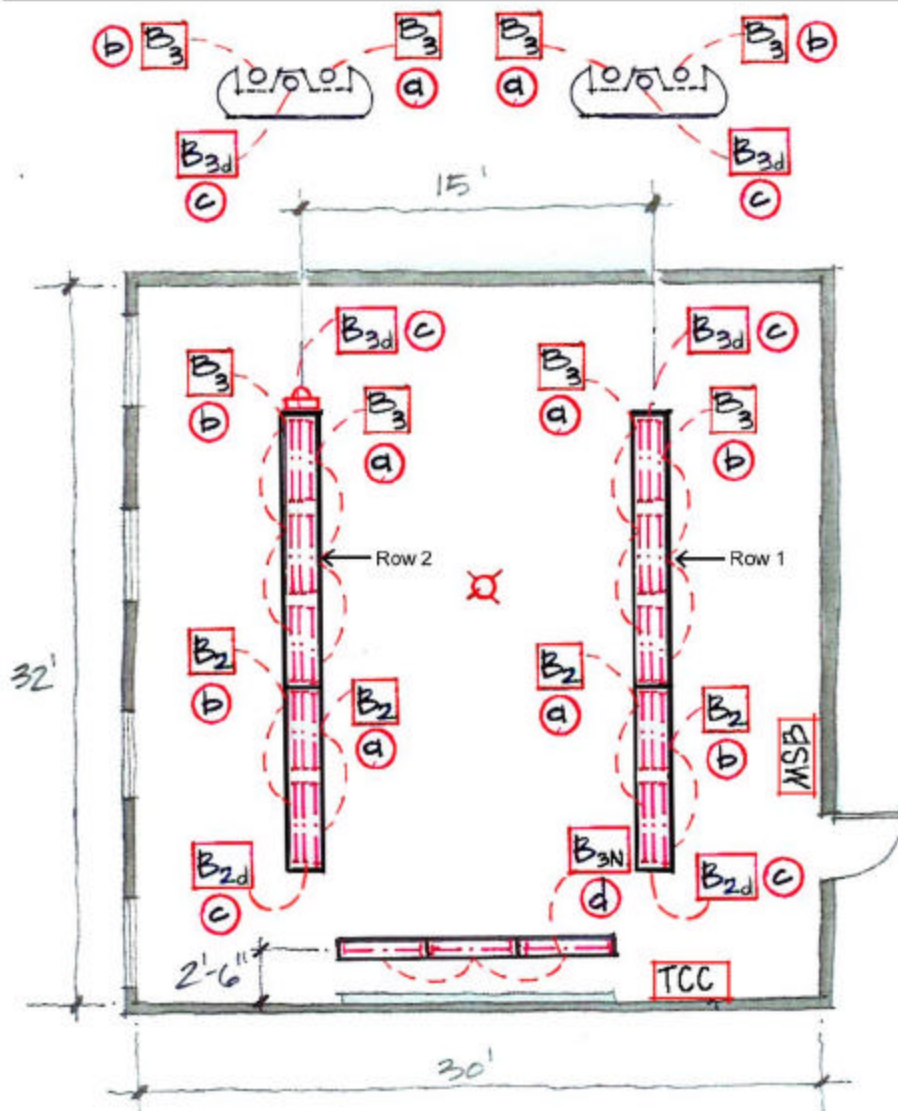 b B3 B3 B3 B3 b
a a
B3d B3d
c c
15'
B3d c B3d c
B3 B3
b B3 a B3
a b
Row 2 Row 1
32'
B2 B2
b B2 a B2
a b
MSB
B2d B3N B2d c
c d
2'-6"
TCC
30'